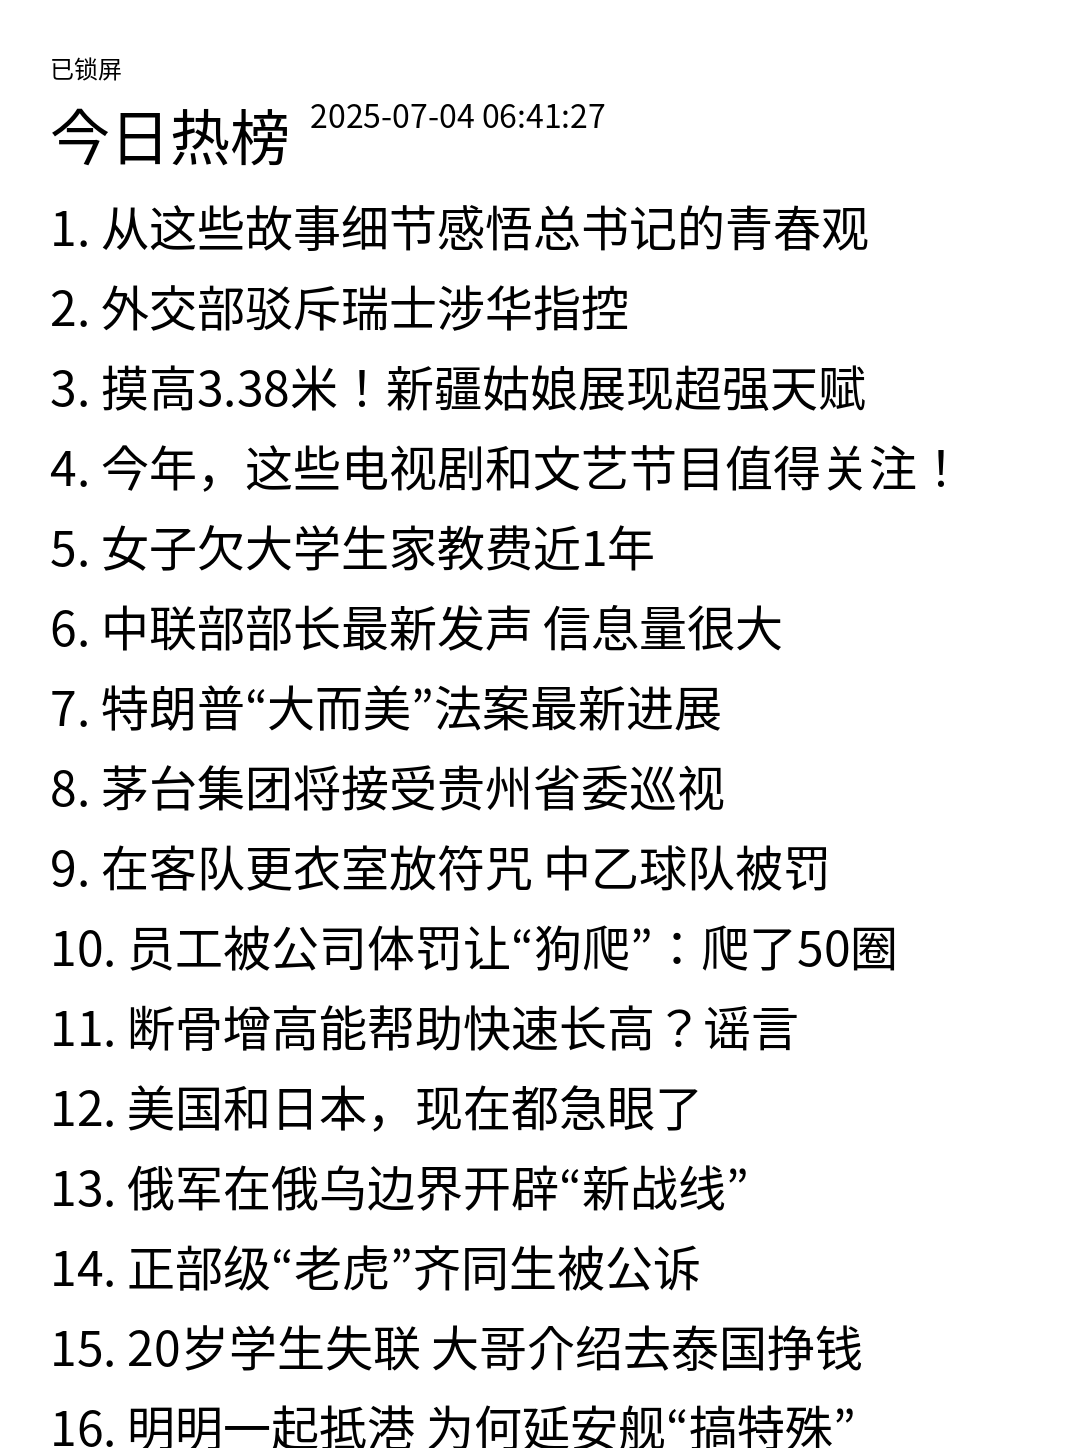 已锁屏
今日热榜 2025-07-04 06:41:27
1. 从这些故事细节感悟总书记的青春观
2. 外交部驳斥瑞士涉华指控
3. 摸高3.38米！新疆姑娘展现超强天赋
4. 今年，这些电视剧和文艺节目值得关注！
5. 女子欠大学生家教费近1年
6. 中联部部长最新发声 信息量很大
7. 特朗普“大而美”法案最新进展
8. 茅台集团将接受贵州省委巡视
9. 在客队更衣室放符咒 中乙球队被罚
10. 员工被公司体罚让“狗爬”：爬了50圈
11. 断骨增高能帮助快速长高？谣言
12. 美国和日本，现在都急眼了
13. 俄军在俄乌边界开辟“新战线”
14. 正部级“老虎”齐同生被公诉
15. 20岁学生失联 大哥介绍去泰国挣钱
16. 明明一起抵港 为何延安舰“搞特殊”